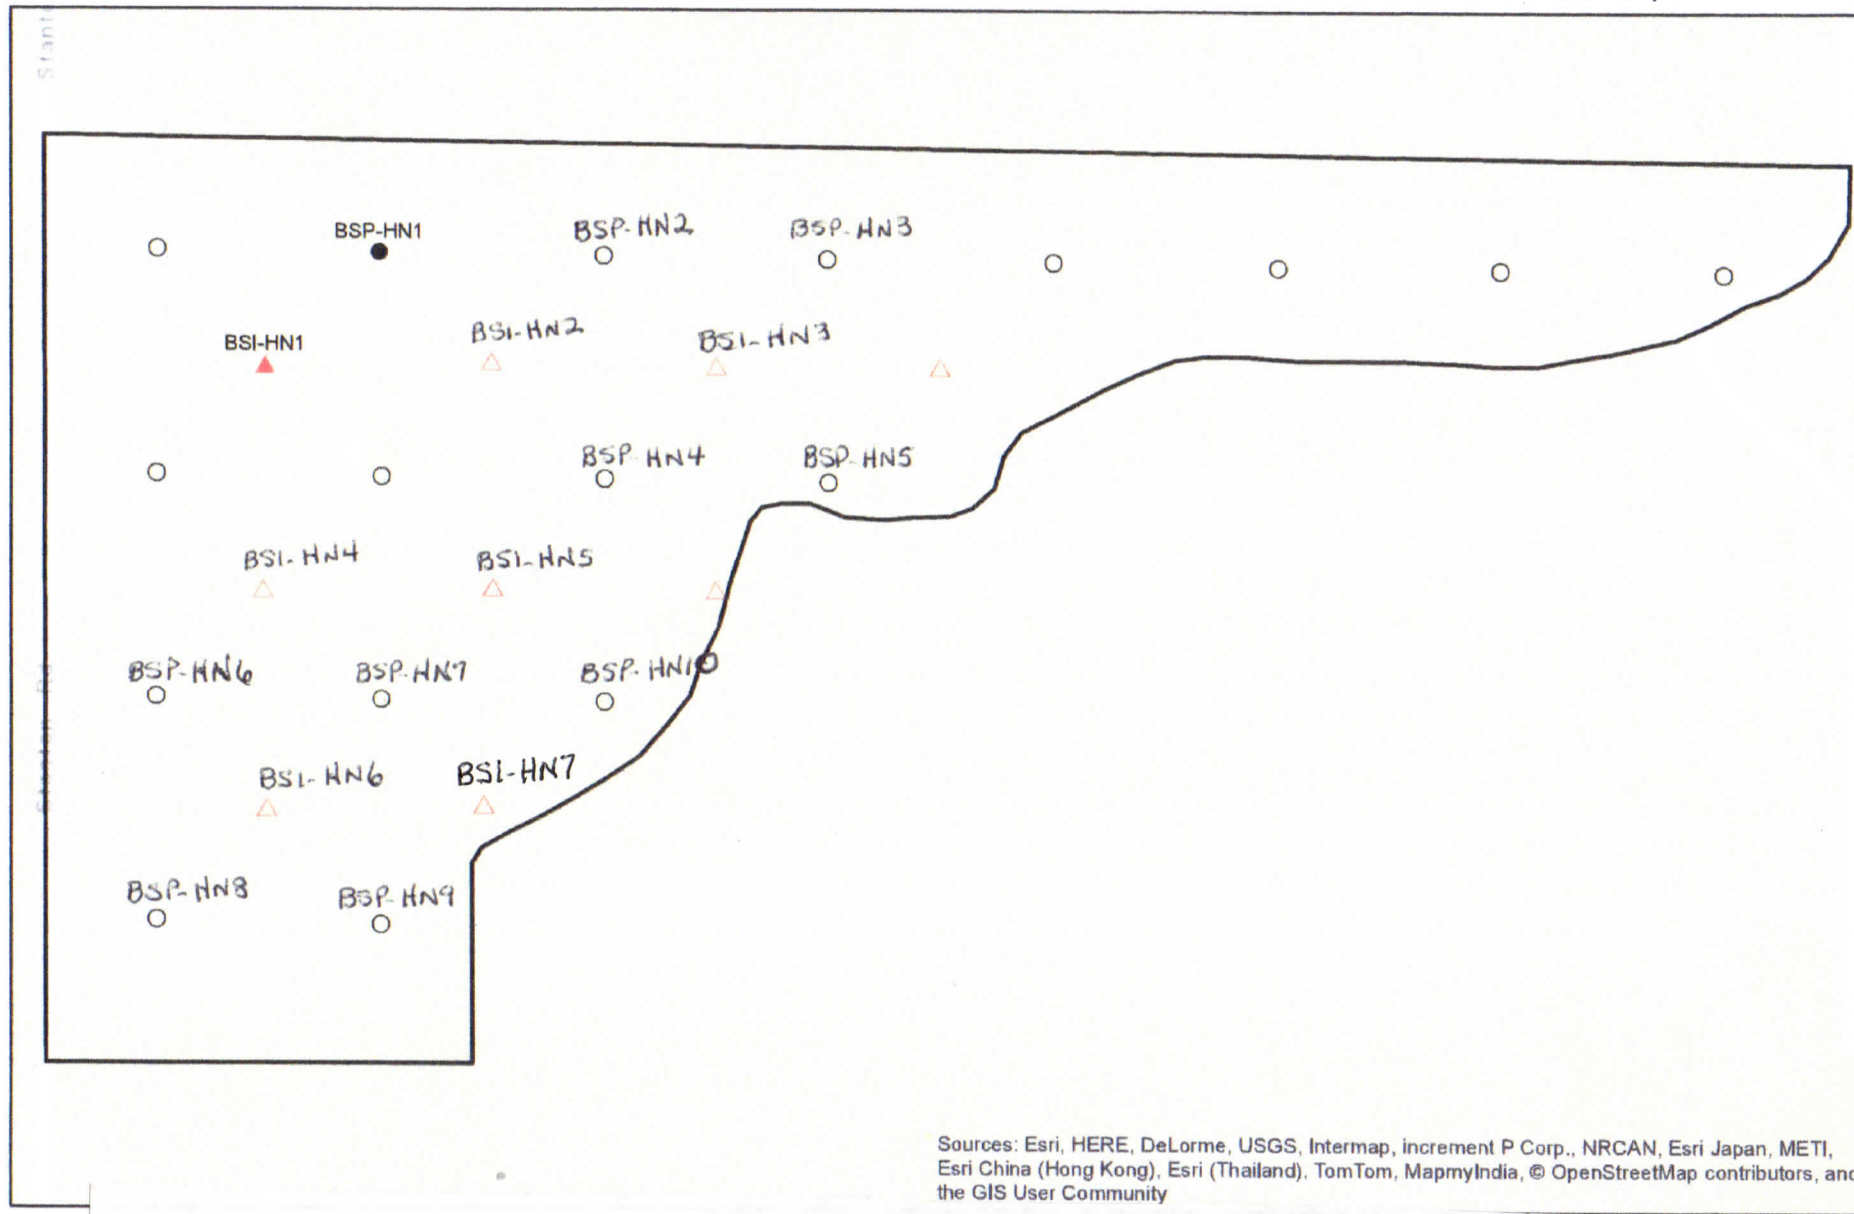 BSP-HN1
BSP-HN2
BSP-HN3
BSI-HN1
BSI-HN2
BSI-HN3
BSP-HN4
BSP-HN5
BSI-HN4
BSI-HN5
BSP-HN6
BSP-HN7
BSP-HN10
BSI-HN6
BSI-HN7
BSP-HN8
BSP-HN9
Sources: Esri, HERE, DeLorme, USGS, Intermap, increment P Corp., NRCAN, Esri Japan, METI,
Esri China (Hong Kong), Esri (Thailand), TomTom, MapmyIndia, © OpenStreetMap contributors, and
the GIS User Community